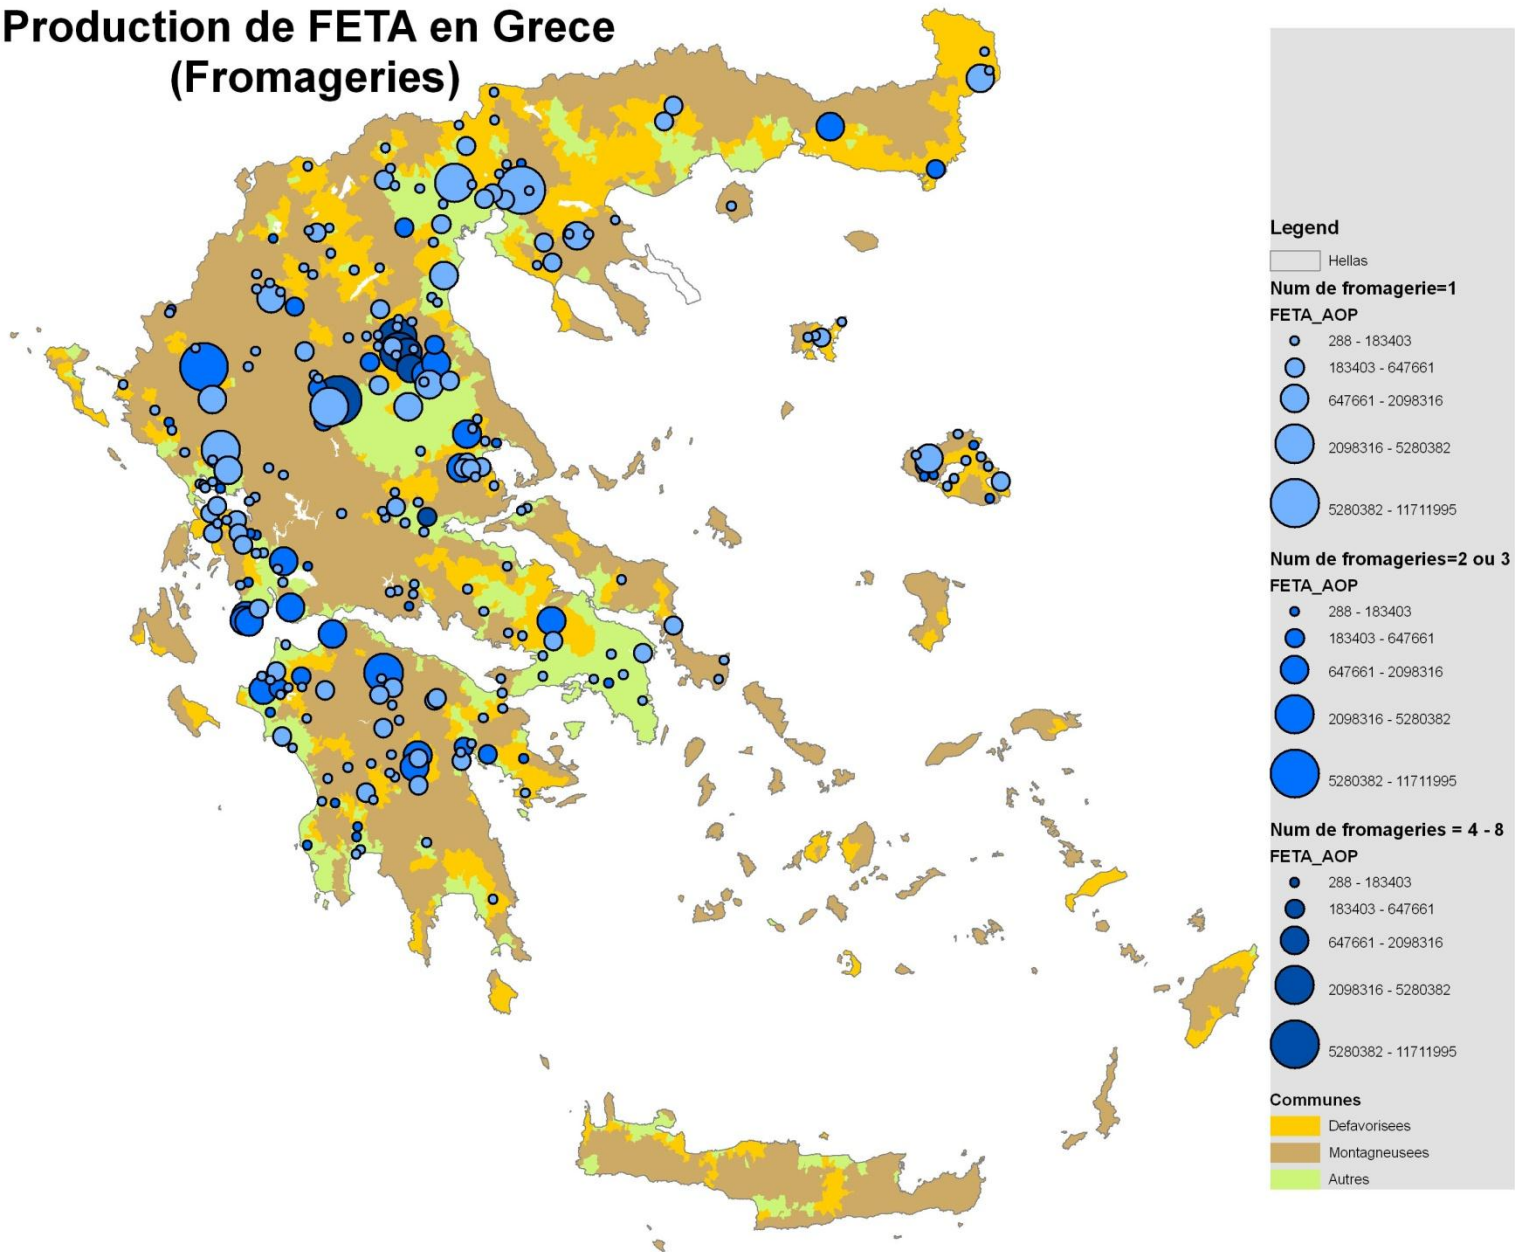 Production de FETA en Grece
(Fromageries)
Legend
Hellas
Num de fromagerie=1
FETA_AOP
288 - 183403
183403 - 647661
647661 - 2098316
2098316 - 5280382
5280382 - 11711995
Num de fromageries=2 ou 3
FETA_AOP
288 - 183403
183403 - 647661
647661 - 2098316
2098316 - 5280382
5280382 - 11711995
Num de fromageries = 4 - 8
FETA_AOP
288 - 183403
183403 - 647661
647661 - 2098316
2098316 - 5280382
5280382 - 11711995
Communes
Defavorisees
Montagneusees
Autres